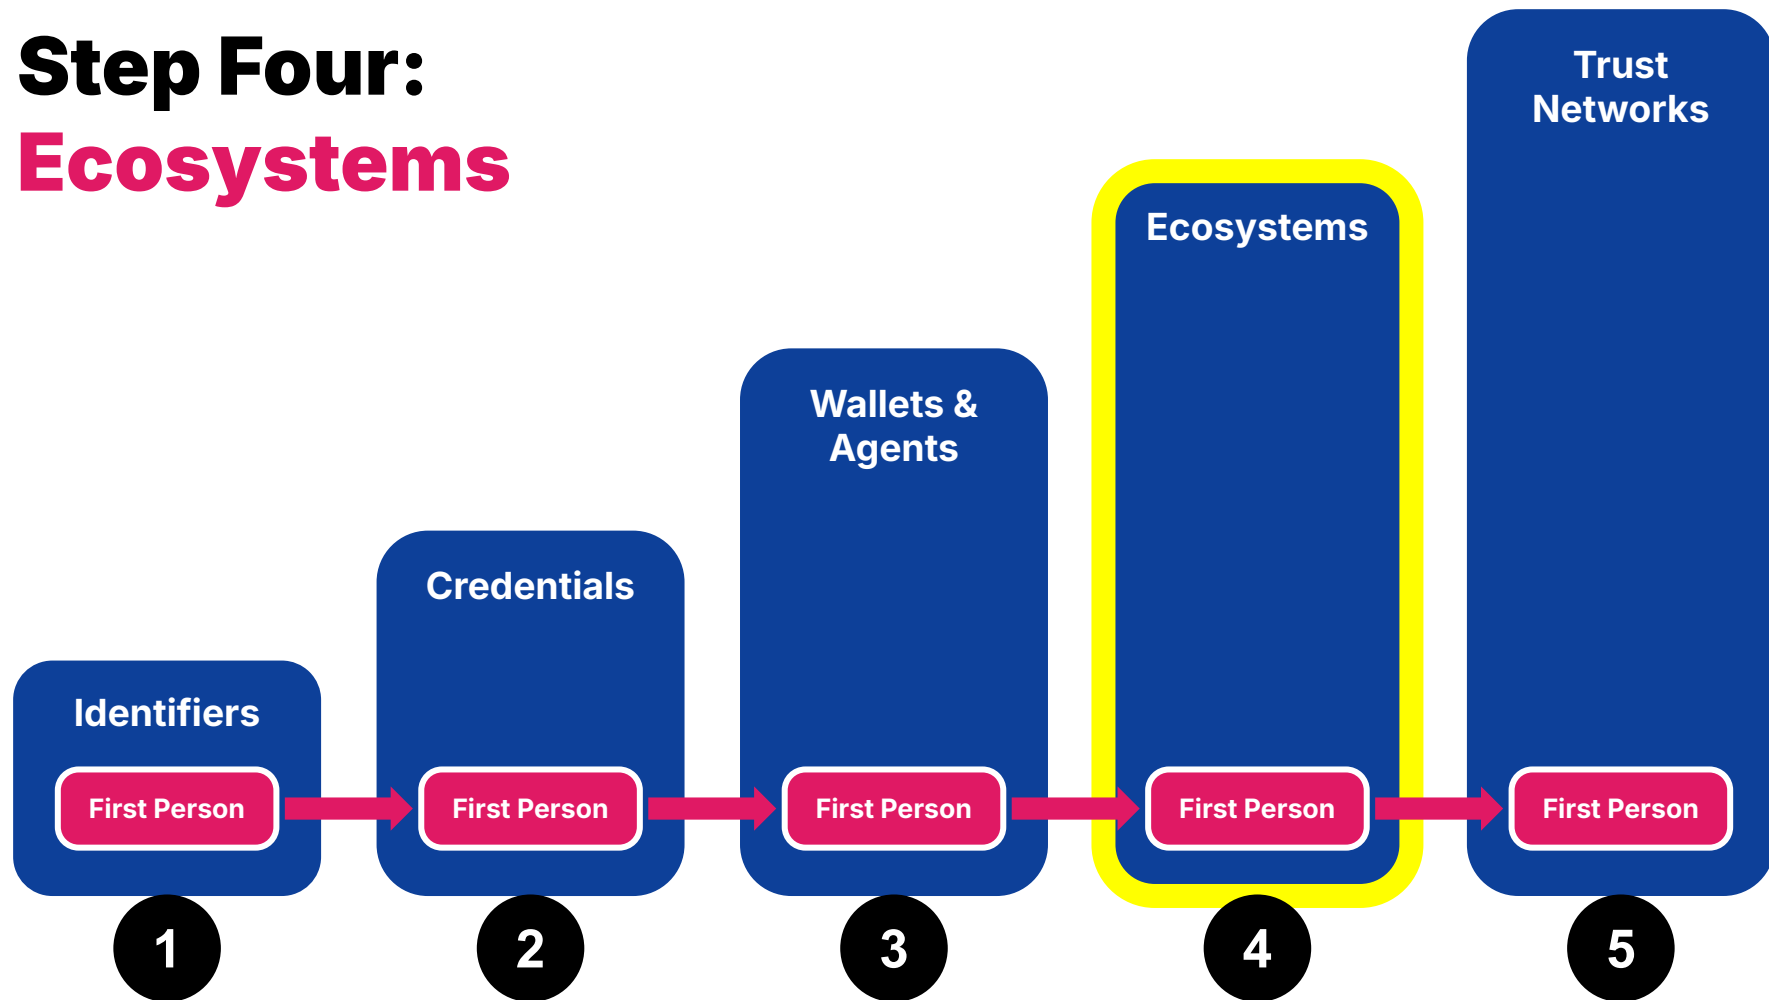 Step Four:
Ecosystems
Identifiers
First Person
1
Credentials
First Person
2
Wallets &
Agents
First Person
3
Ecosystems
First Person
4
Trust
Networks
First Person
5